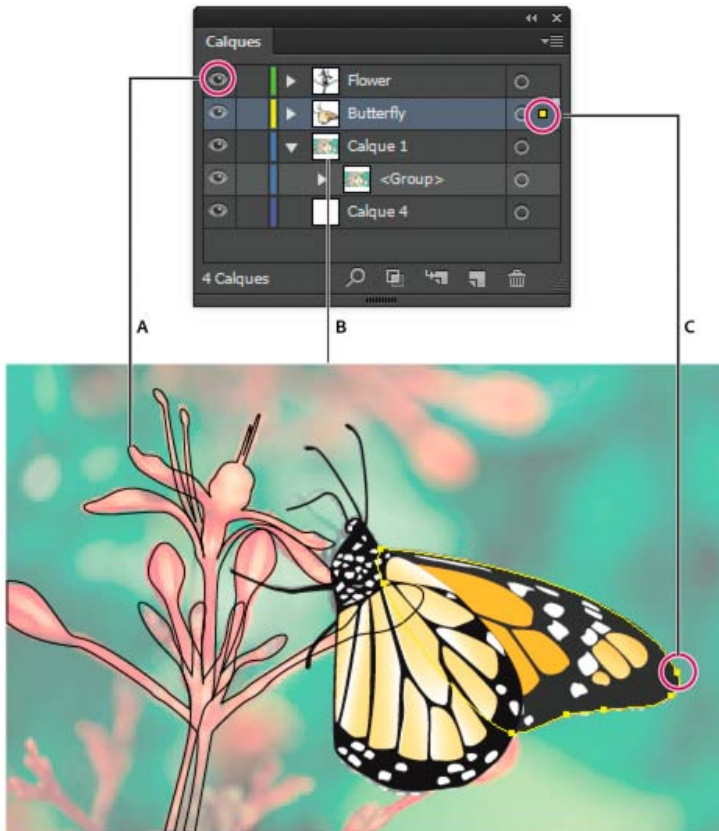 Calques
Flower
Butterfly
Calque 1
<Group>
Calque 4
4 Calques
A
B
C